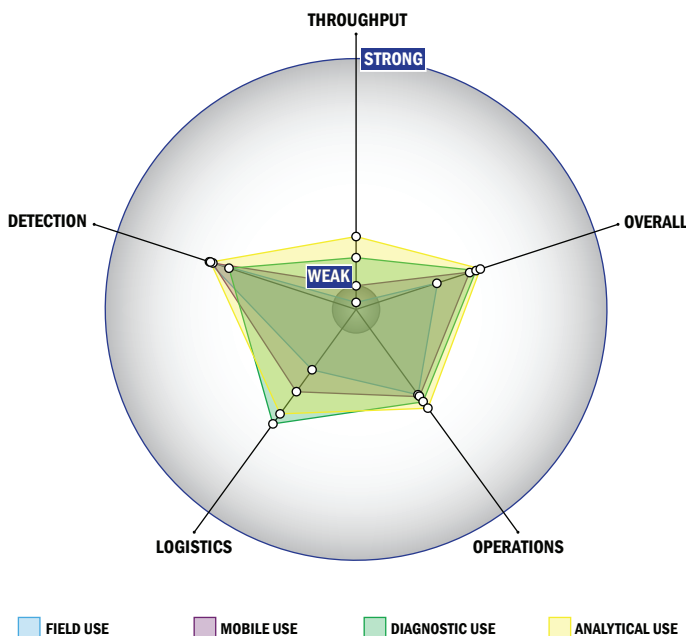 THROUGHPUT
STRONG
DETECTION
OVERALL
WEAK
LOGISTICS
OPERATIONS
FIELD USE
MOBILE USE
DIAGNOSTIC USE
ANALYTICAL USE